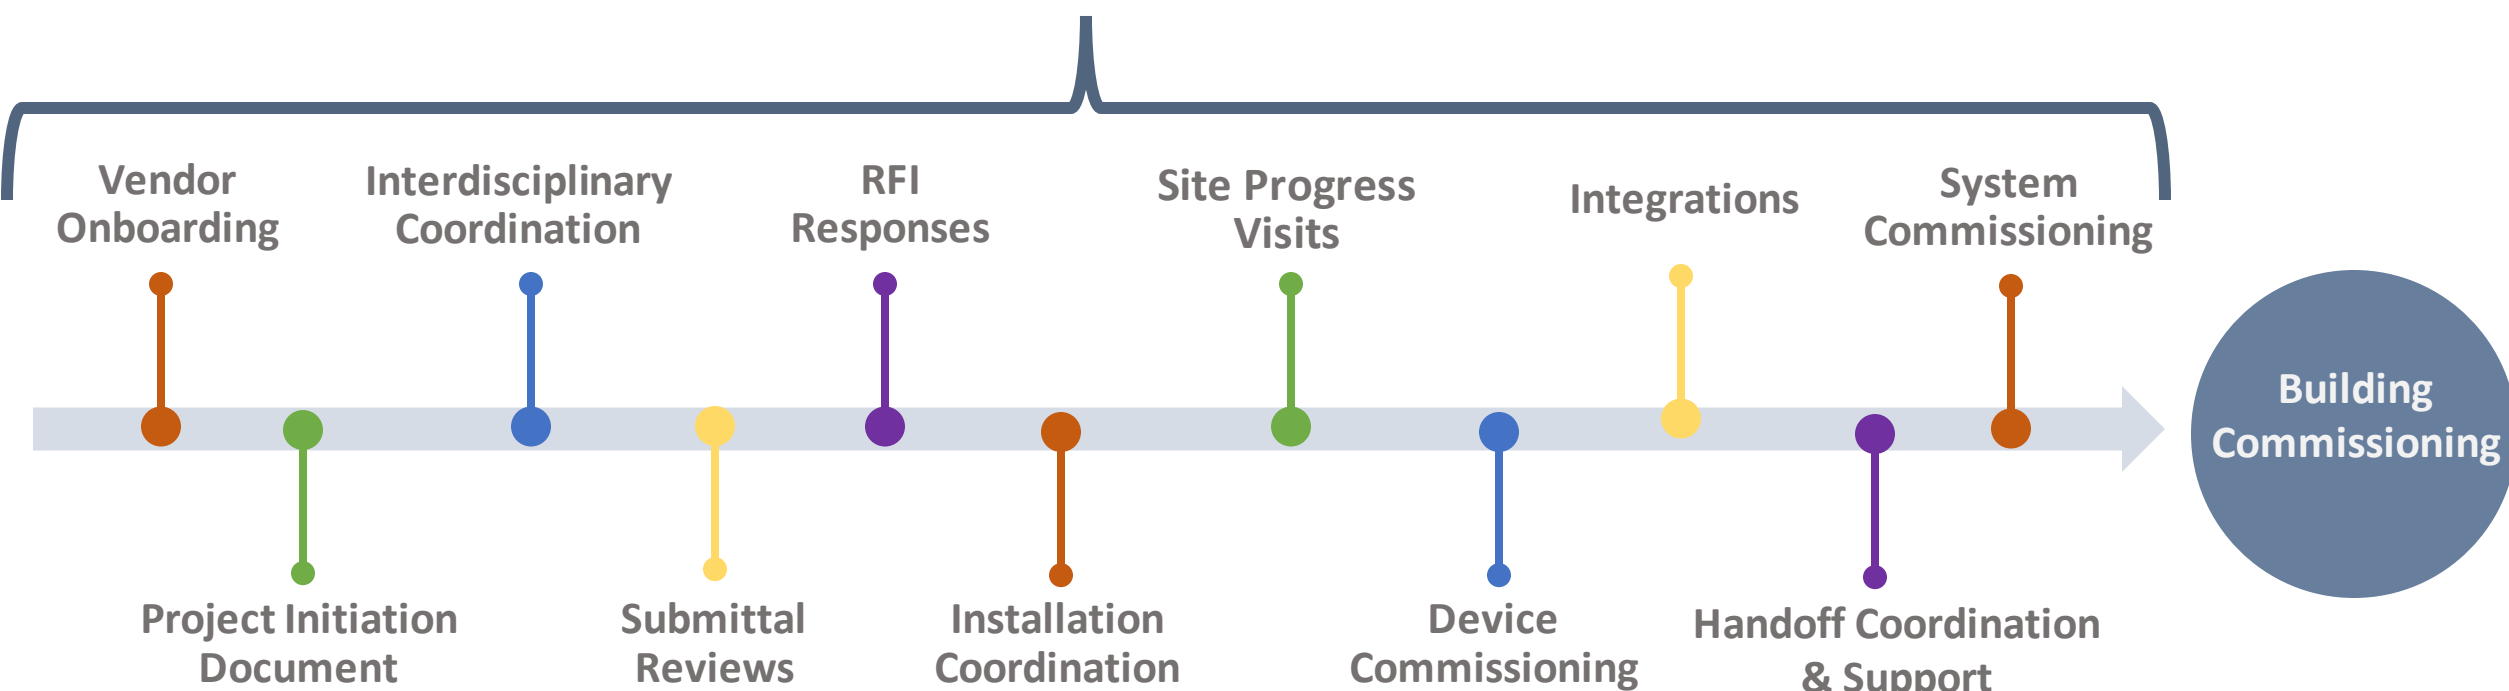 Vendor
Onboarding
Interdisciplinary
Coordination
RFI
Responses
Site Progress
Visits
Integrations
System
Commissioning
Building
Commissioning
Project Initiation
Document
Submittal
Reviews
Installation
Coordination
Device
Commissioning
Handoff Coordination
& Support